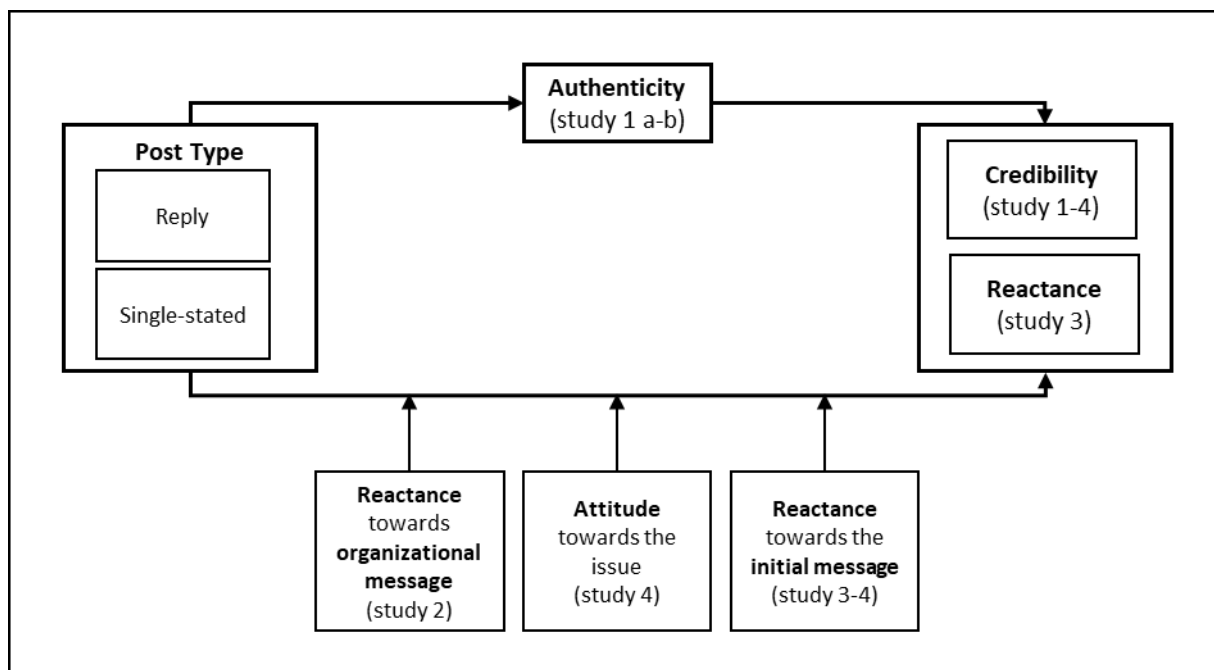 Authenticity
(study 1 a-b)
Post Type
Reply
Single-stated
Credibility
(study 1-4)
Reactance
(study 3)
Reactance
towards
organizational
message
(study 2)
Attitude
towards the
issue
(study 4)
Reactance
towards the
initial message
(study 3-4)